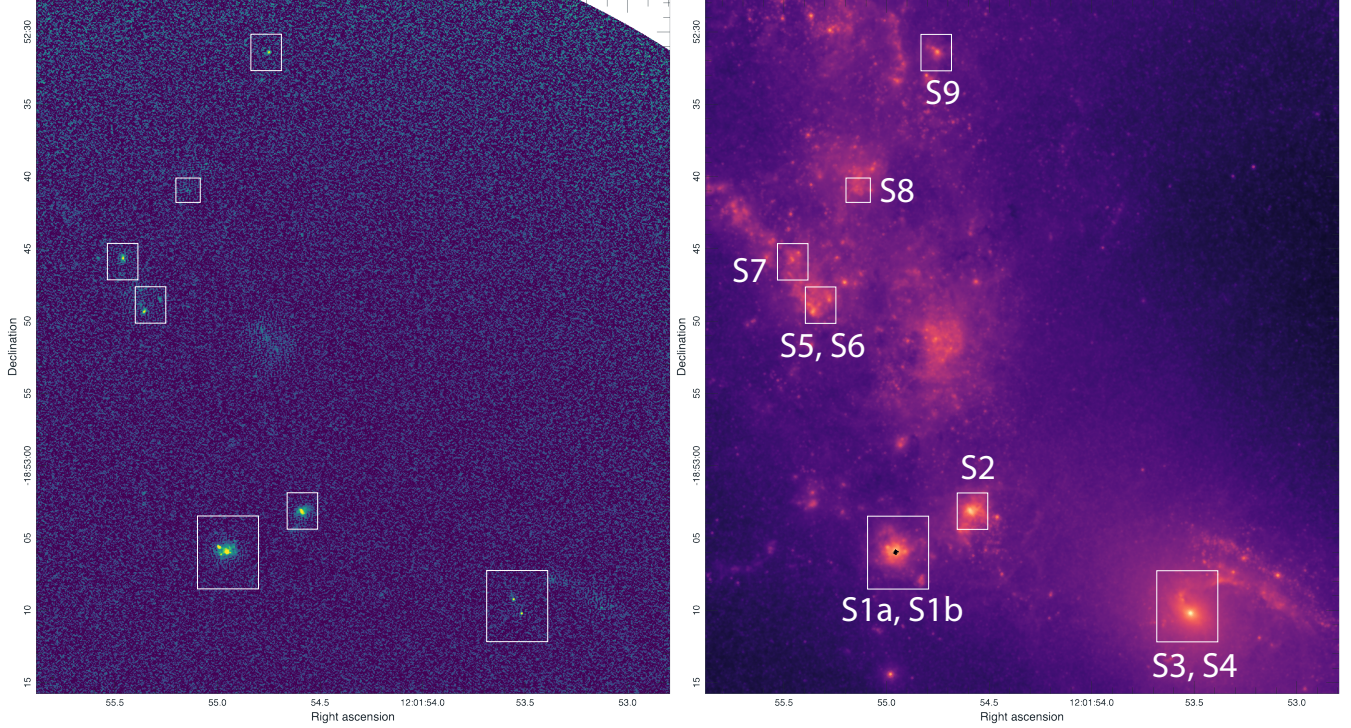 52:30
35
40
45
50
55
-18:53:00
05
10
15
Declination
55.5
55.0
54.5
12:01:54.0
53.5
53.0
Right ascension
52:30
35
40
45
50
55
-18:53:00
05
10
15
Declination
S9
S8
S7
S5, S6
S2
S1a, S1b
S3, S4
55.5
55.0
54.5
12:01:54.0
53.5
53.0
Right ascension